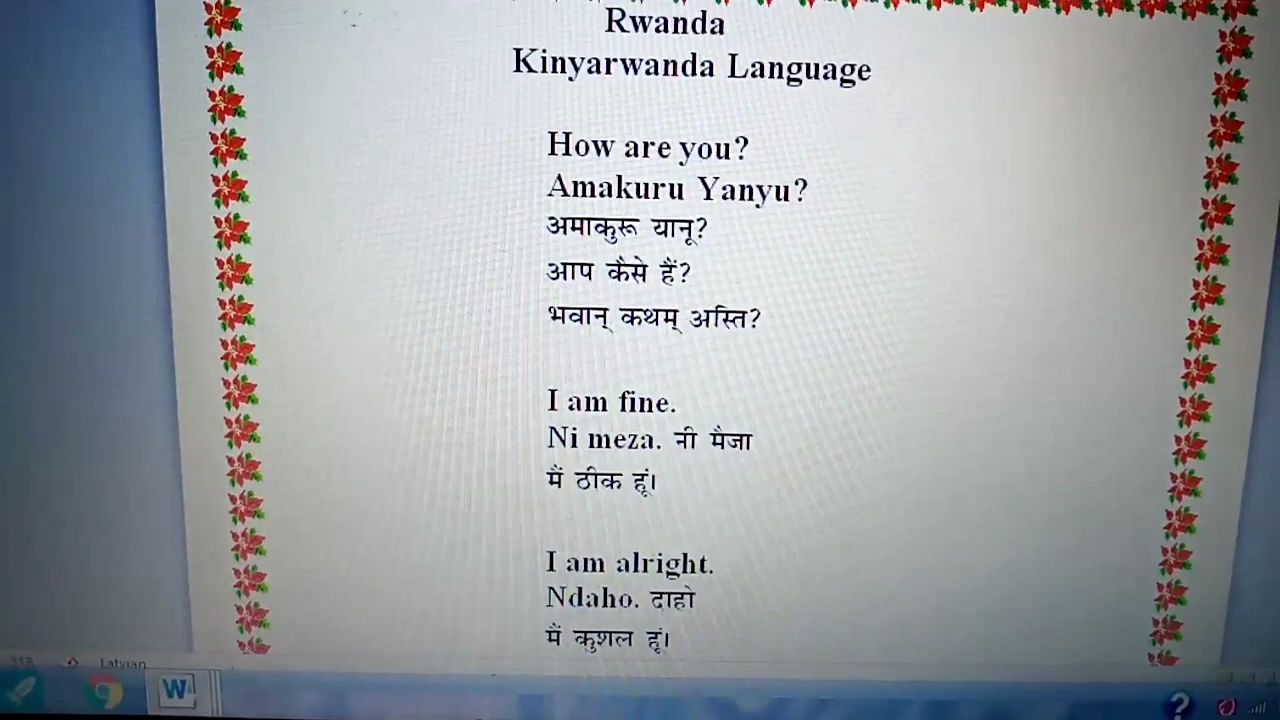 Rwanda
Kinyarwanda Language
How are you?
Amakuru Yanyu?
अमाकुरू यानू?
आप कैसे हैं?
भवान् कथम् अस्ति?
I am fine.
Ni meza. नी मैजा
मैं ठीक हूं।
I am alright.
Ndaho. दाहो
मैं कुशल हूं।
Latvian
W
?